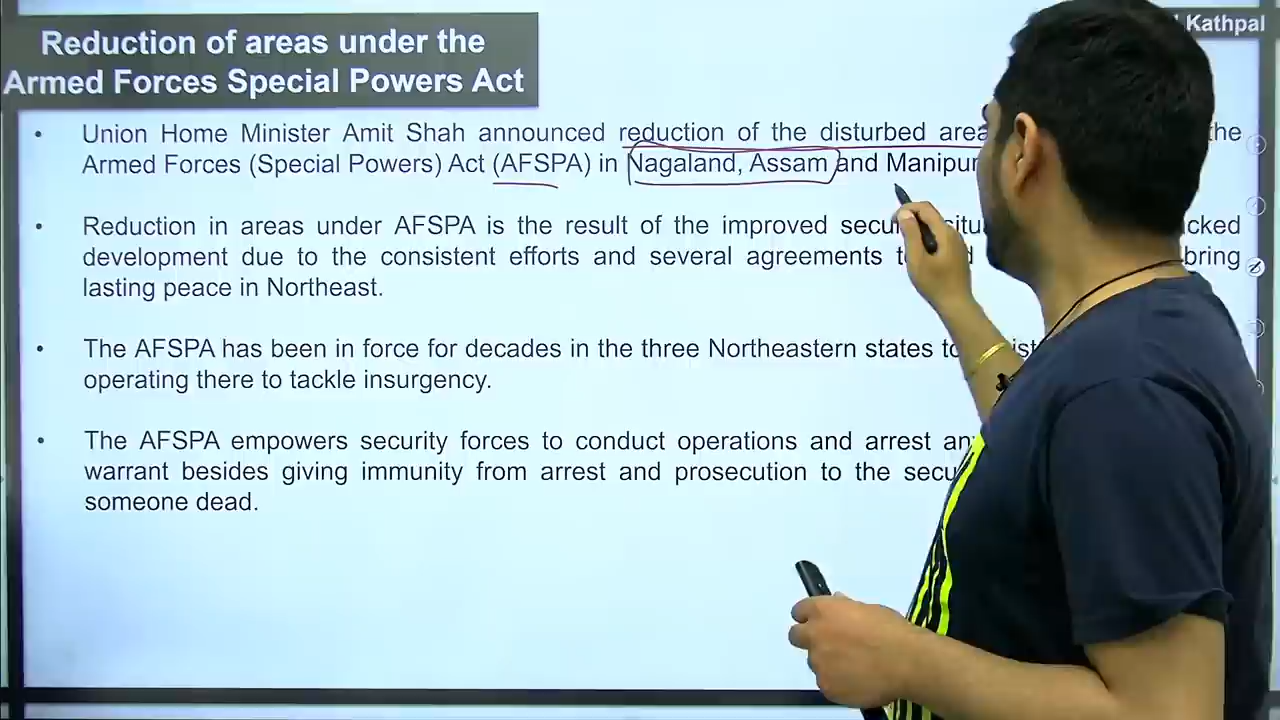 Kathpal
Reduction of areas under the
Armed Forces Special Powers Act
• Union Home Minister Amit Shah announced reduction of the disturbed the
Armed Forces (Special Powers) Act (AFSPA) in Nagaland, Assam and Manipur
• Reduction in areas under AFSPA is the result of the improved
development due to the consistent efforts and several agreements bring
lasting peace in Northeast.
• The AFSPA has been in force for decades in the three Northeastern states
operating there to tackle insurgency.
• The AFSPA empowers security forces to conduct operations and arrest
warrant besides giving immunity from arrest and prosecution to the
someone dead.